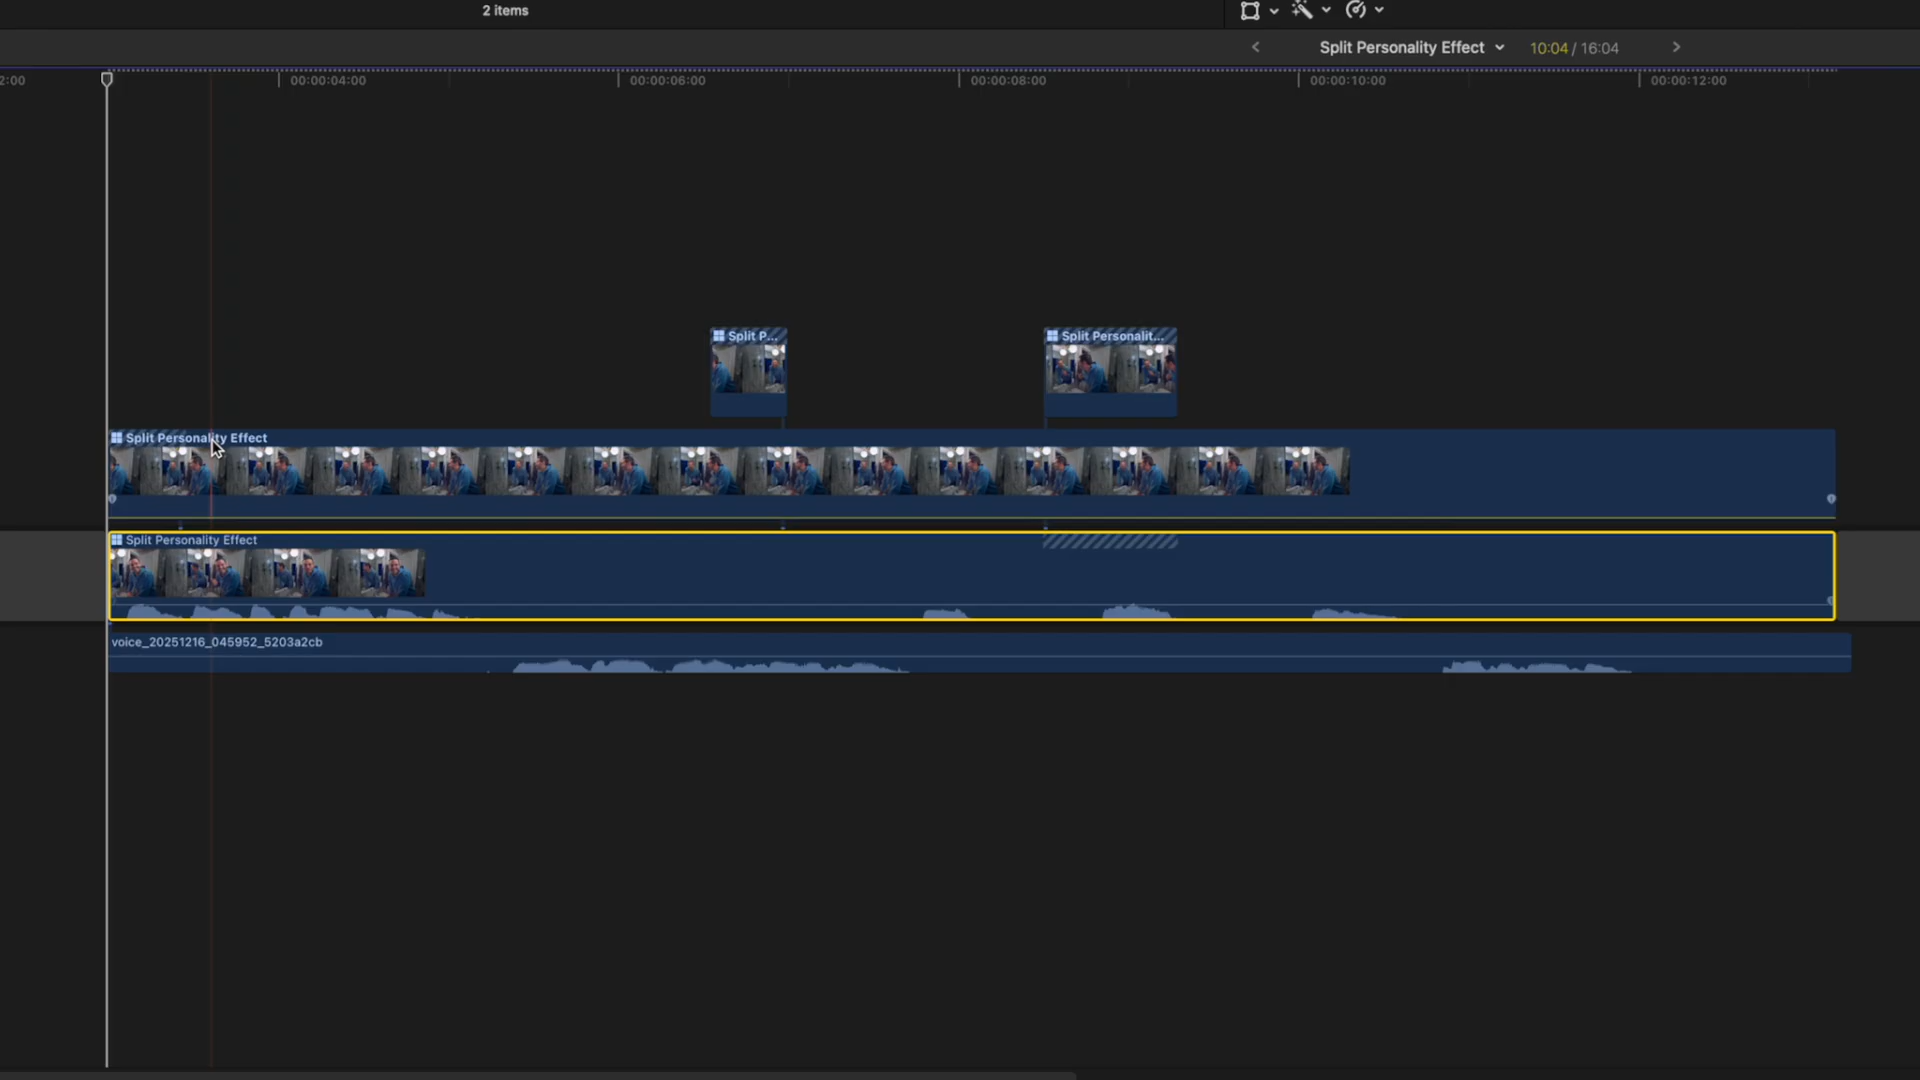 2 items
Split Personality Effect 10:04 / 16:04
2:00 00:00:04:00 00:00:06:00 00:00:08:00 00:00:10:00 00:00:12:00
Split P... Split Personalit...
Split Personality Effect
Split Personality Effect
voice_20251216_045952_5203a2cb